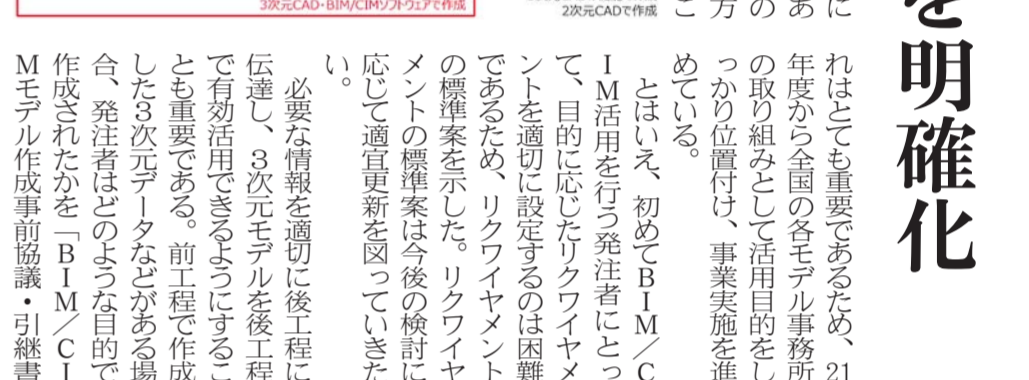 を明確化
に
あ
の
方
こ
3次元CAD・BIM/CIMソフトウェアで作成
2次元CADで作成
れはとても重要であるため、21
年度から全国の各モデル事務所
の取り組みとして活用目的をし
っかり位置付け、事業実施を進
めている。
とはいえ、初めてＢＩＭ／Ｃ
ＩＭ活用を行う発注者にとっ
て、目的に応じたリクワイヤメ
ントを適切に設定するのは困難
であるため、リクワイヤメント
の標準案を示した。リクワイヤ
メントの標準案は今後の検討に
応じて適宜更新を図っていきた
い。
必要な情報を適切に後工程に
伝達し、３次元モデルを後工程
で有効活用できるようにするこ
とも重要である。前工程で作成
した３次元データなどがある場
合、発注者はどのような目的で
作成されたかを「ＢＩＭ／ＣＩ
Ｍモデル作成事前協議・引継書